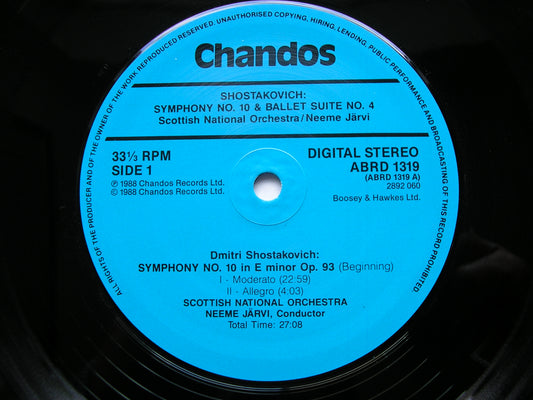 ALL RIGHTS OF THE PRODUCER AND OF THE OWNER OF THE WORK REPRODUCED RESERVED. UNAUTHORISED COPYING, HIRING, LENDING, PUBLIC PERFORMANCE AND BROADCASTING OF THIS RECORD PROHIBITED.
Chandos
SHOSTAKOVICH:
SYMPHONY NO. 10 & BALLET SUITE NO. 4
Scottish National Orchestra/Neeme Järvi
33⅓ RPM
SIDE 1
℗ 1988 Chandos Records Ltd.
© 1988 Chandos Records Ltd.
DIGITAL STEREO
ABRD 1319
(ABRD 1319 A)
2892 060
Boosey & Hawkes Ltd.
Dmitri Shostakovich:
SYMPHONY NO. 10 in E minor Op. 93 (Beginning)
I - Moderato (22:59)
II - Allegro (4:03)
SCOTTISH NATIONAL ORCHESTRA
NEEME JÄRVI, Conductor
Total Time: 27:08